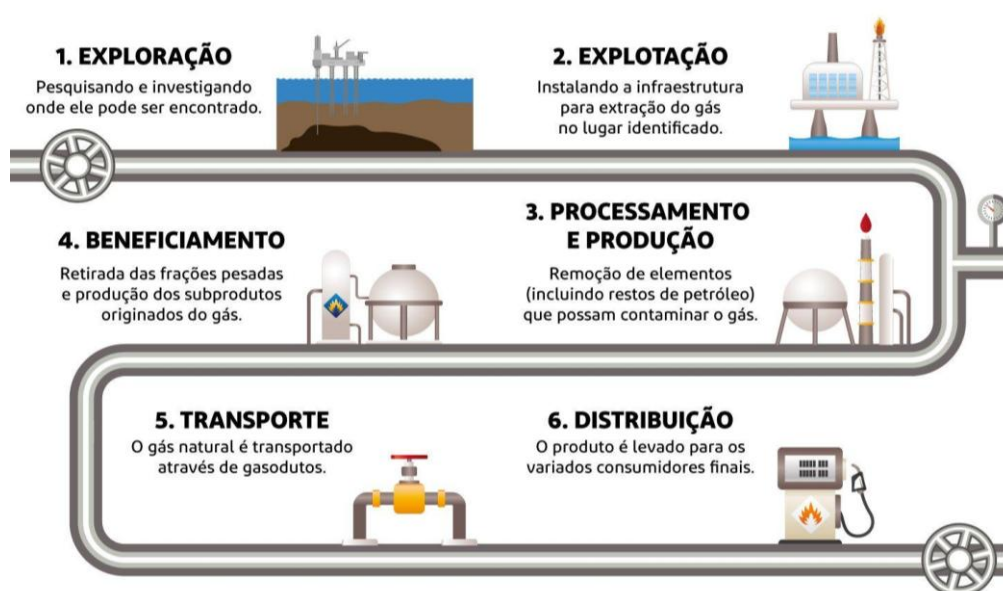 1. EXPLORAÇÃO
Pesquisando e investigando
onde ele pode ser encontrado.
2. EXPLOTAÇÃO
Instalando a infraestrutura
para extração do gás
no lugar identificado.
3. PROCESSAMENTO
E PRODUÇÃO
Remoção de elementos
(incluindo restos de petróleo)
que possam contaminar o gás.
4. BENEFICIAMENTO
Retirada das frações pesadas
e produção dos subprodutos
originados do gás.
5. TRANSPORTE
O gás natural é transportado
através de gasodutos.
6. DISTRIBUIÇÃO
O produto é levado para os
variados consumidores finais.